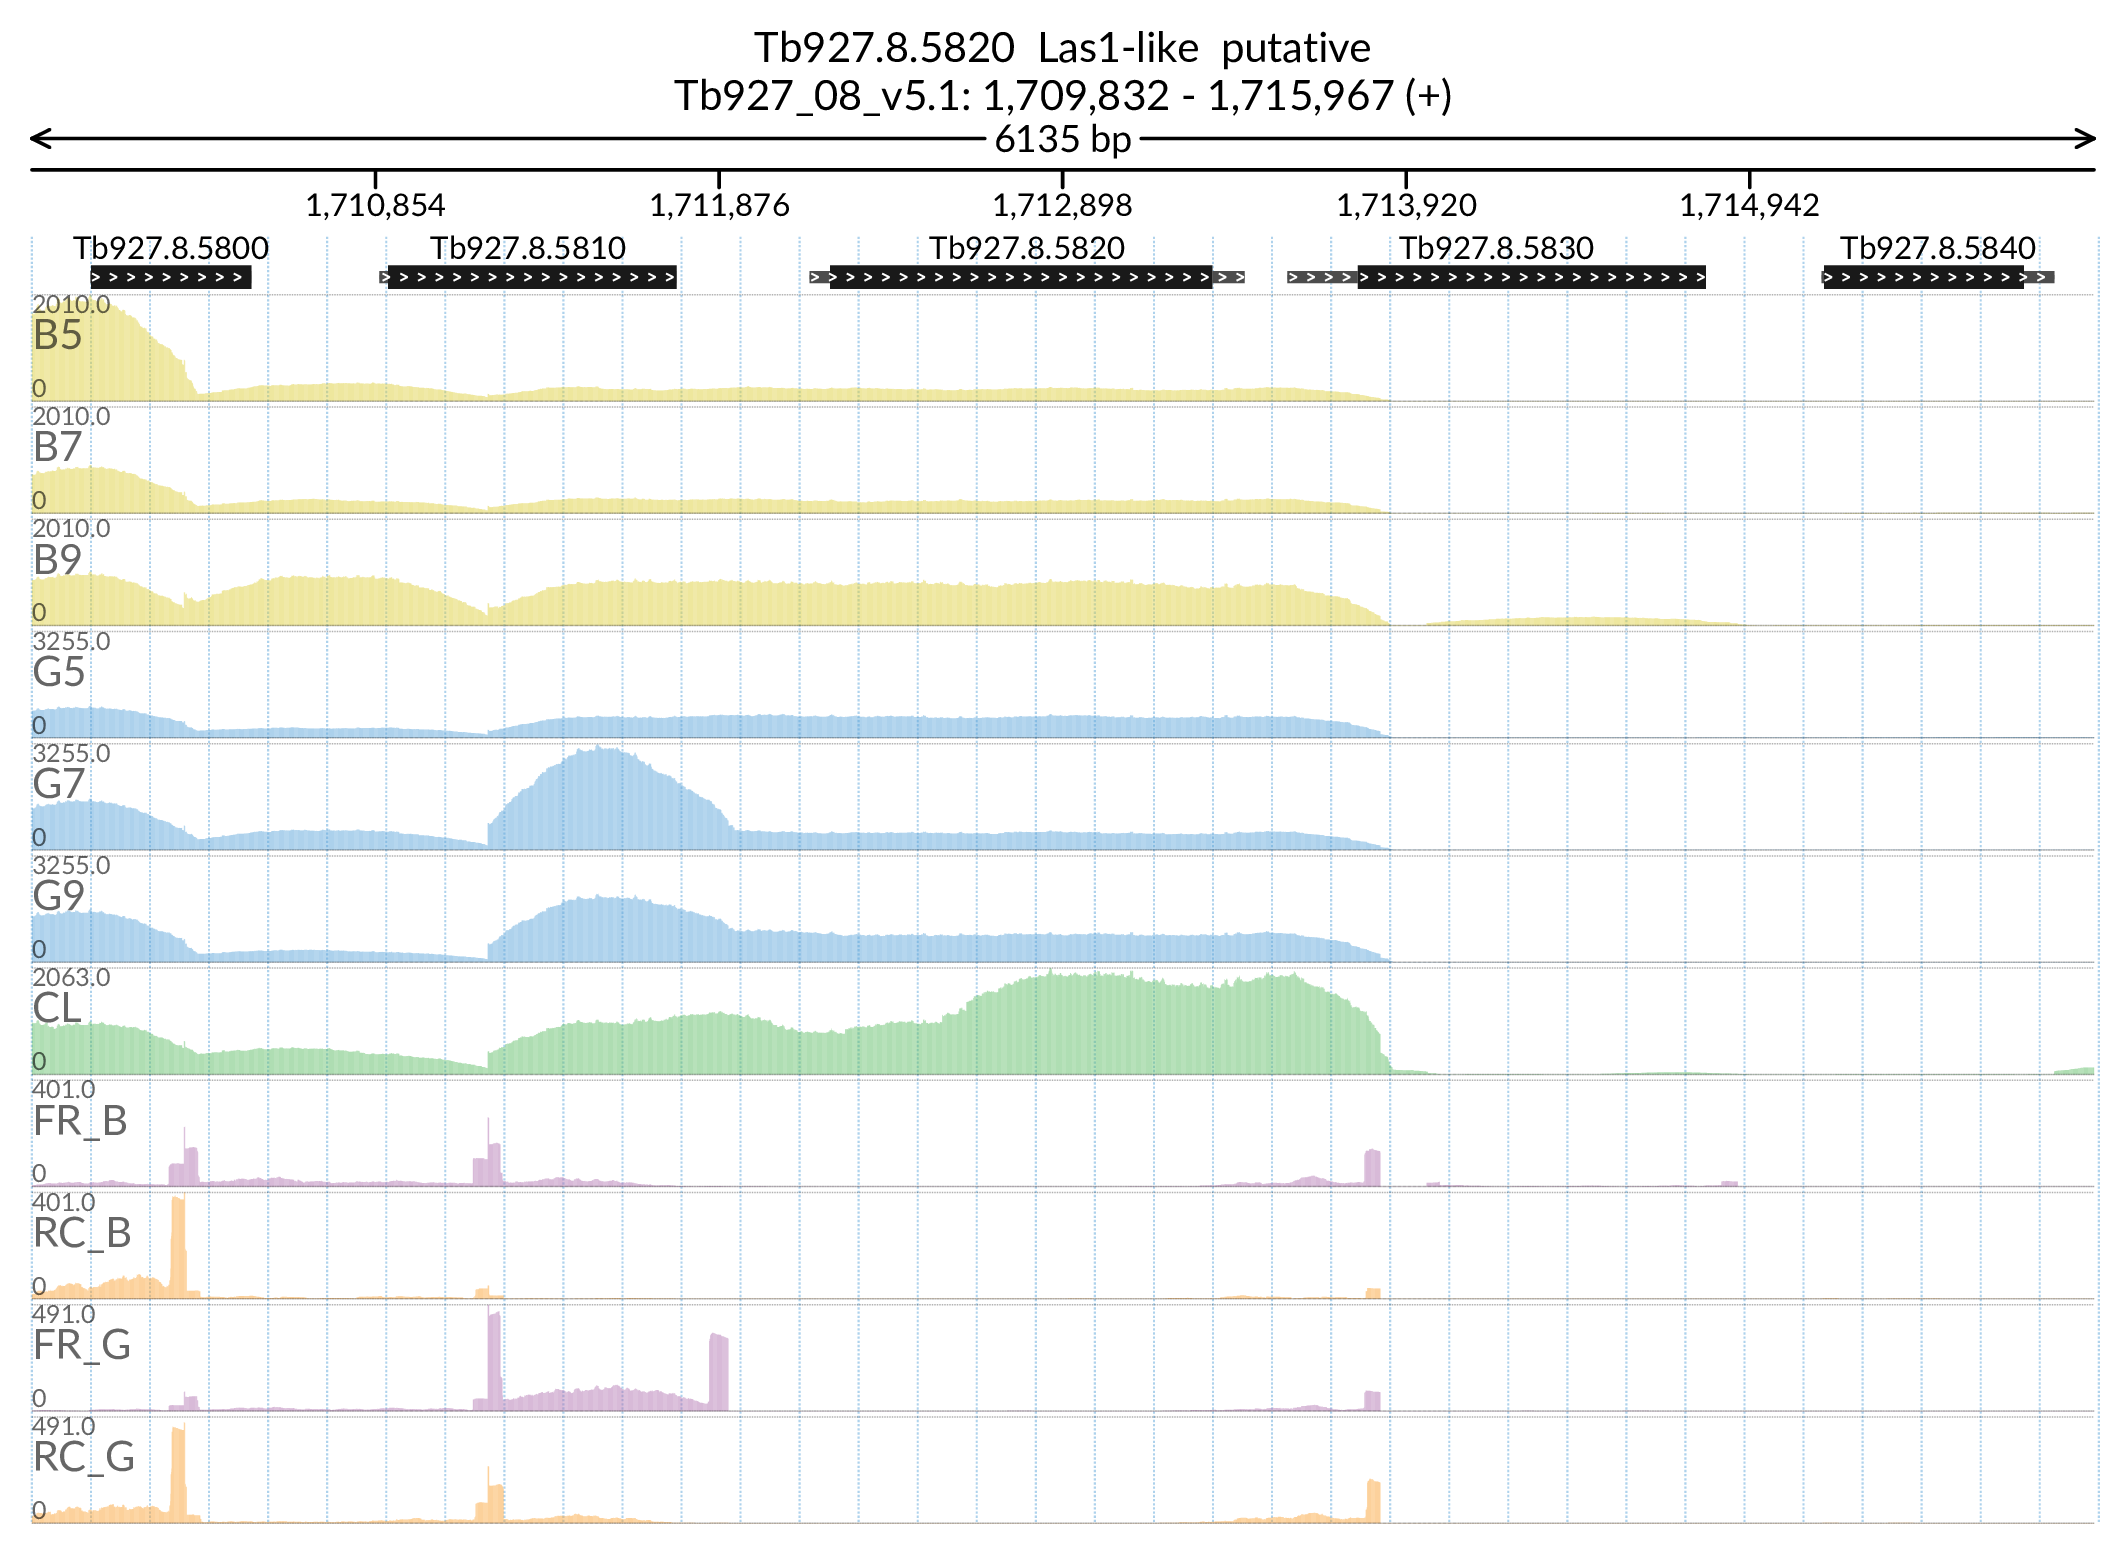 Tb927.8.5820 Las1-like putative
Tb927_08_v5.1: 1,709,832 - 1,715,967 (+)
6135 bp
1,710,854 1,711,876 1,712,898 1,713,920 1,714,942
Tb927.8.5800 Tb927.8.5810 Tb927.8.5820 Tb927.8.5830 Tb927.8.5840
2010.0
B5
0
2010.0
B7
0
2010.0
B9
0
3255.0
G5
0
3255.0
G7
0
3255.0
G9
0
2063.0
CL
0
401.0
FR_B
0
401.0
RC_B
0
491.0
FR_G
0
491.0
RC_G
0